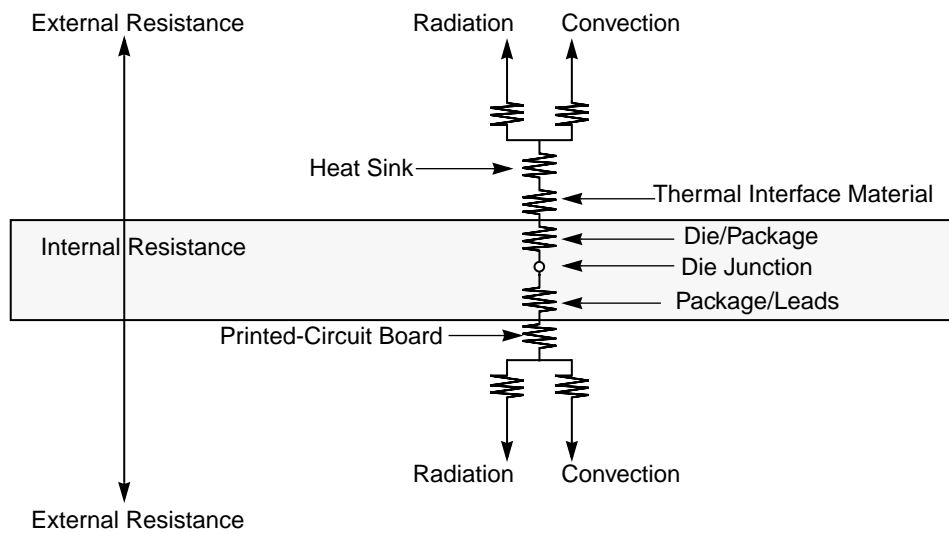 External Resistance
Radiation
Convection
Heat Sink
Thermal Interface Material
Internal Resistance
Die/Package
Die Junction
Package/Leads
Printed-Circuit Board
Radiation
Convection
External Resistance